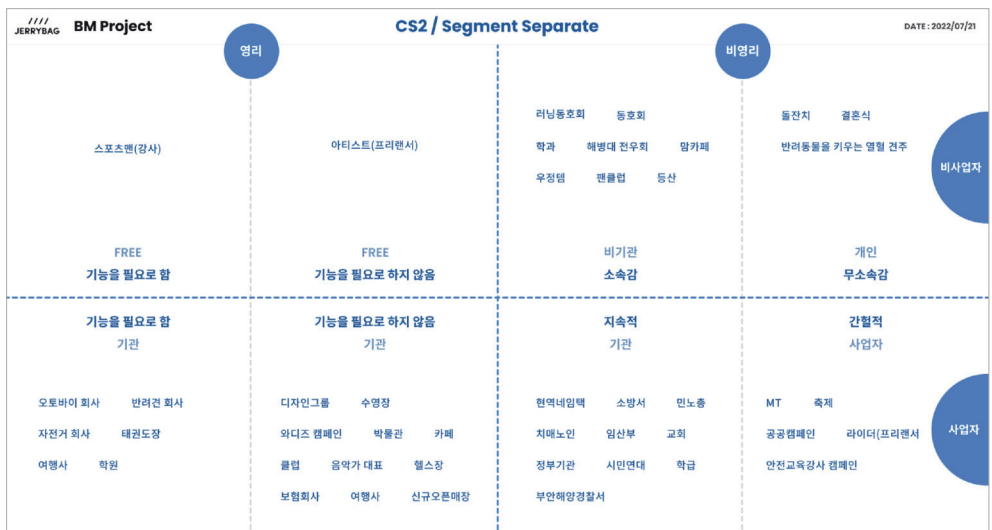 JERRYBAG BM Project CS2 / Segment Separate DATE : 2022/07/21
영리 비영리
러닝동호회 동호회 돌잔치 결혼식
스포츠맨(강사) 아티스트(프리랜서) 학과 해병대 전우회 맘카페 반려동물을 키우는 열혈 견주
비사업자
우정템 팬클럽 등산
FREE FREE 비기관 개인
기능을 필요로 함 기능을 필요로 하지 않음 소속감 무소속감
기능을 필요로 함 기능을 필요로 하지 않음 지속적 간헐적
기관 기관 기관 사업자
오토바이 회사 반려견 회사 디자인그룹 수영장 현역네임택 소방서 민노총 MT 축제
자전거 회사 태권도장 와디즈 캠페인 박물관 카페 치매노인 임산부 교회 공공캠페인 라이더(프리랜서
사업자
여행사 학원 클럽 음악가 대표 헬스장 정부기관 시민연대 학급 안전교육강사 캠페인
보험회사 여행사 신규오픈매장 부안해양경찰서